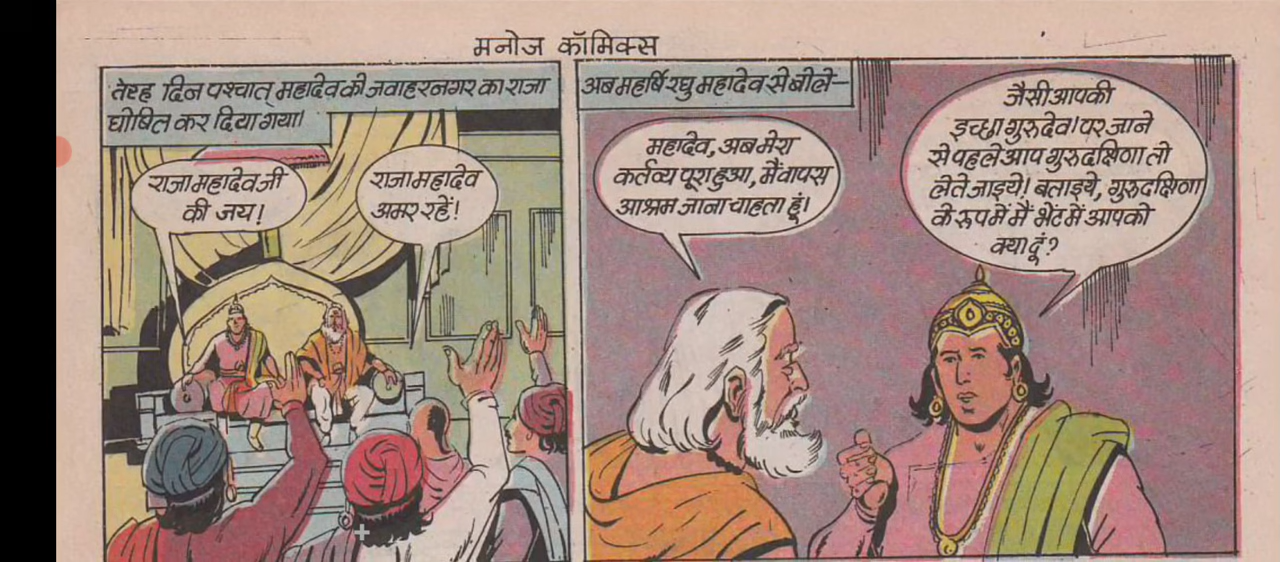 मनोज कॉमिक्स
तेरह दिन पश्चात् महादेव को जवाहरनगर का राजा
घोषित कर दिया गया।
राजा महादेव जी
की जय!
राजा महादेव
अमर रहें!
अब महर्षि रघु महादेव से बोले—
महादेव, अब मेरा
कर्तव्य पूरा हुआ, मैं वापस
आश्रम जाना चाहता हूं।
जैसी आपकी
इच्छा गुरुदेव। पर जाने
से पहले आप गुरुदक्षिणा तो
लेते जाइये! बताइये, गुरुदक्षिणा
के रूप में मैं भेंट में आपको
क्या दूं?